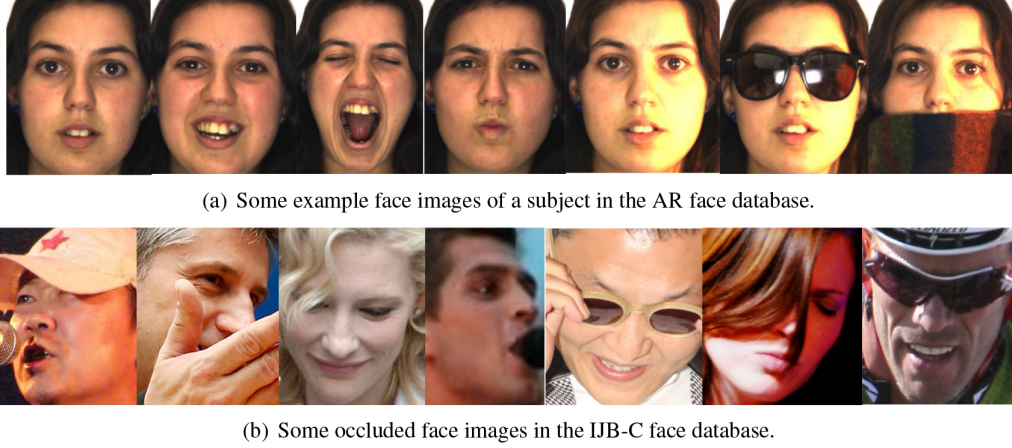 (a) Some example face images of a subject in the AR face database.
(b) Some occluded face images in the IJB-C face database.